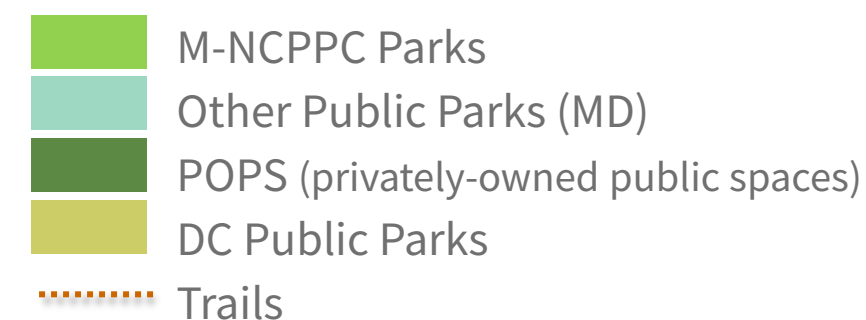 M-NCPPC Parks
Other Public Parks (MD)
POPS (privately-owned public spaces)
DC Public Parks
Trails